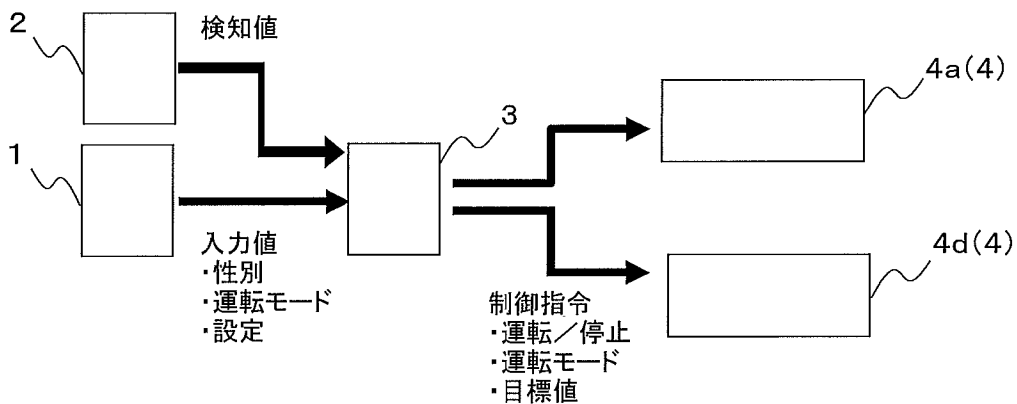 2
検知値
4a(4)
3
1
入力値
・性別
・運転モード
・設定
4d(4)
制御指令
・運転／停止
・運転モード
・目標値